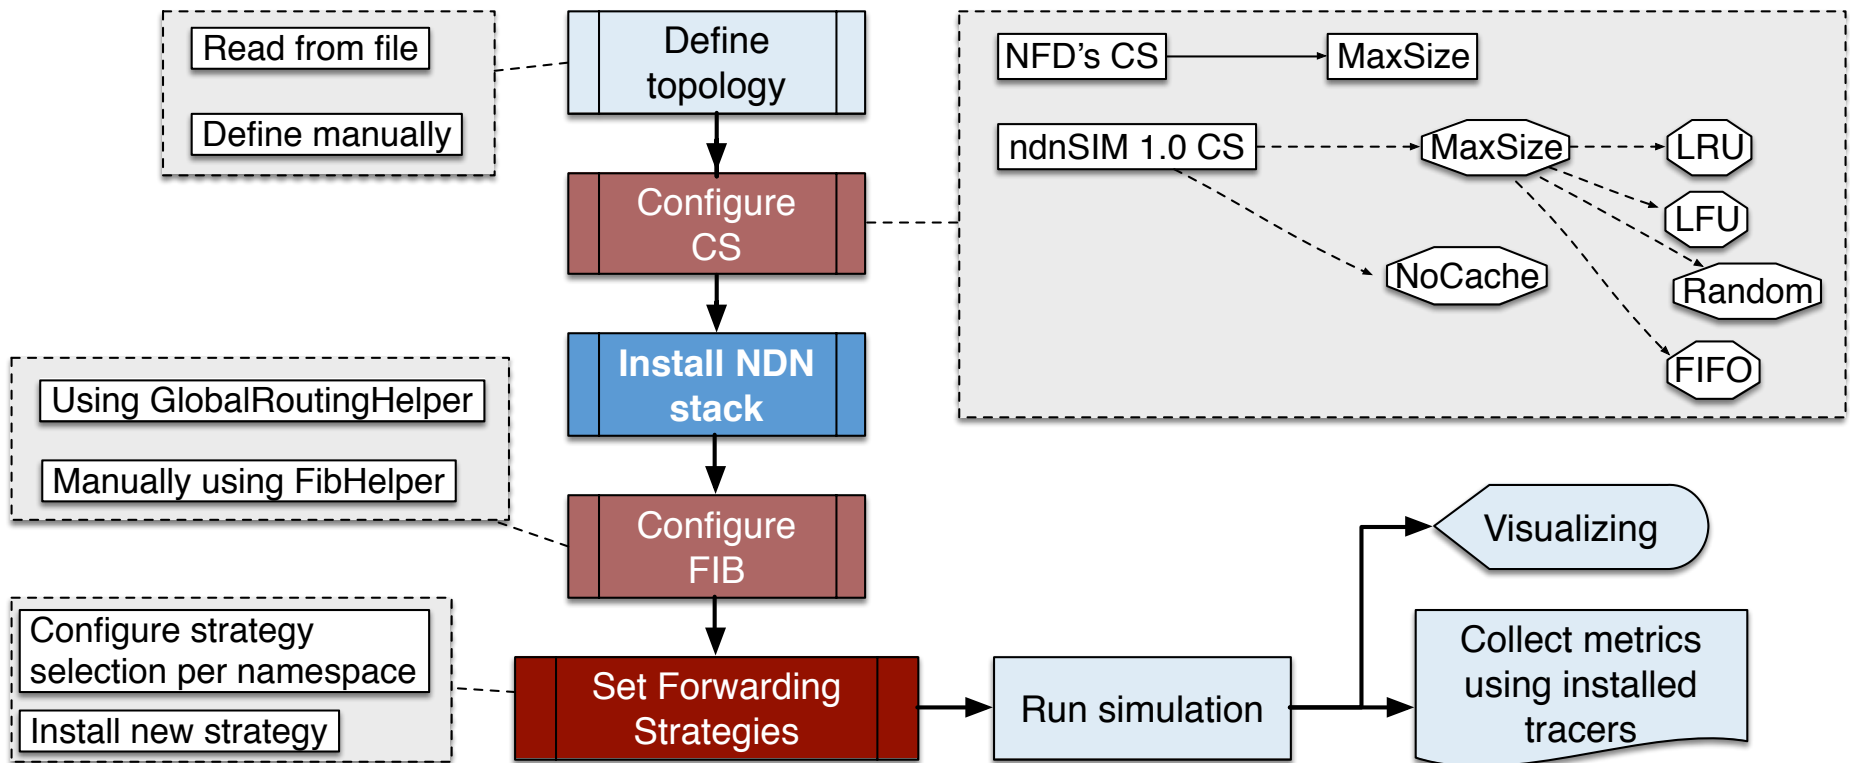 Read from file
Define manually
Define
topology
NFD's CS
MaxSize
ndnSIM 1.0 CS
MaxSize
LRU
LFU
NoCache
Random
FIFO
Configure
CS
Install NDN
stack
Using GlobalRoutingHelper
Manually using FibHelper
Configure
FIB
Configure strategy
selection per namespace
Install new strategy
Set Forwarding
Strategies
Run simulation
Visualizing
Collect metrics
using installed
tracers